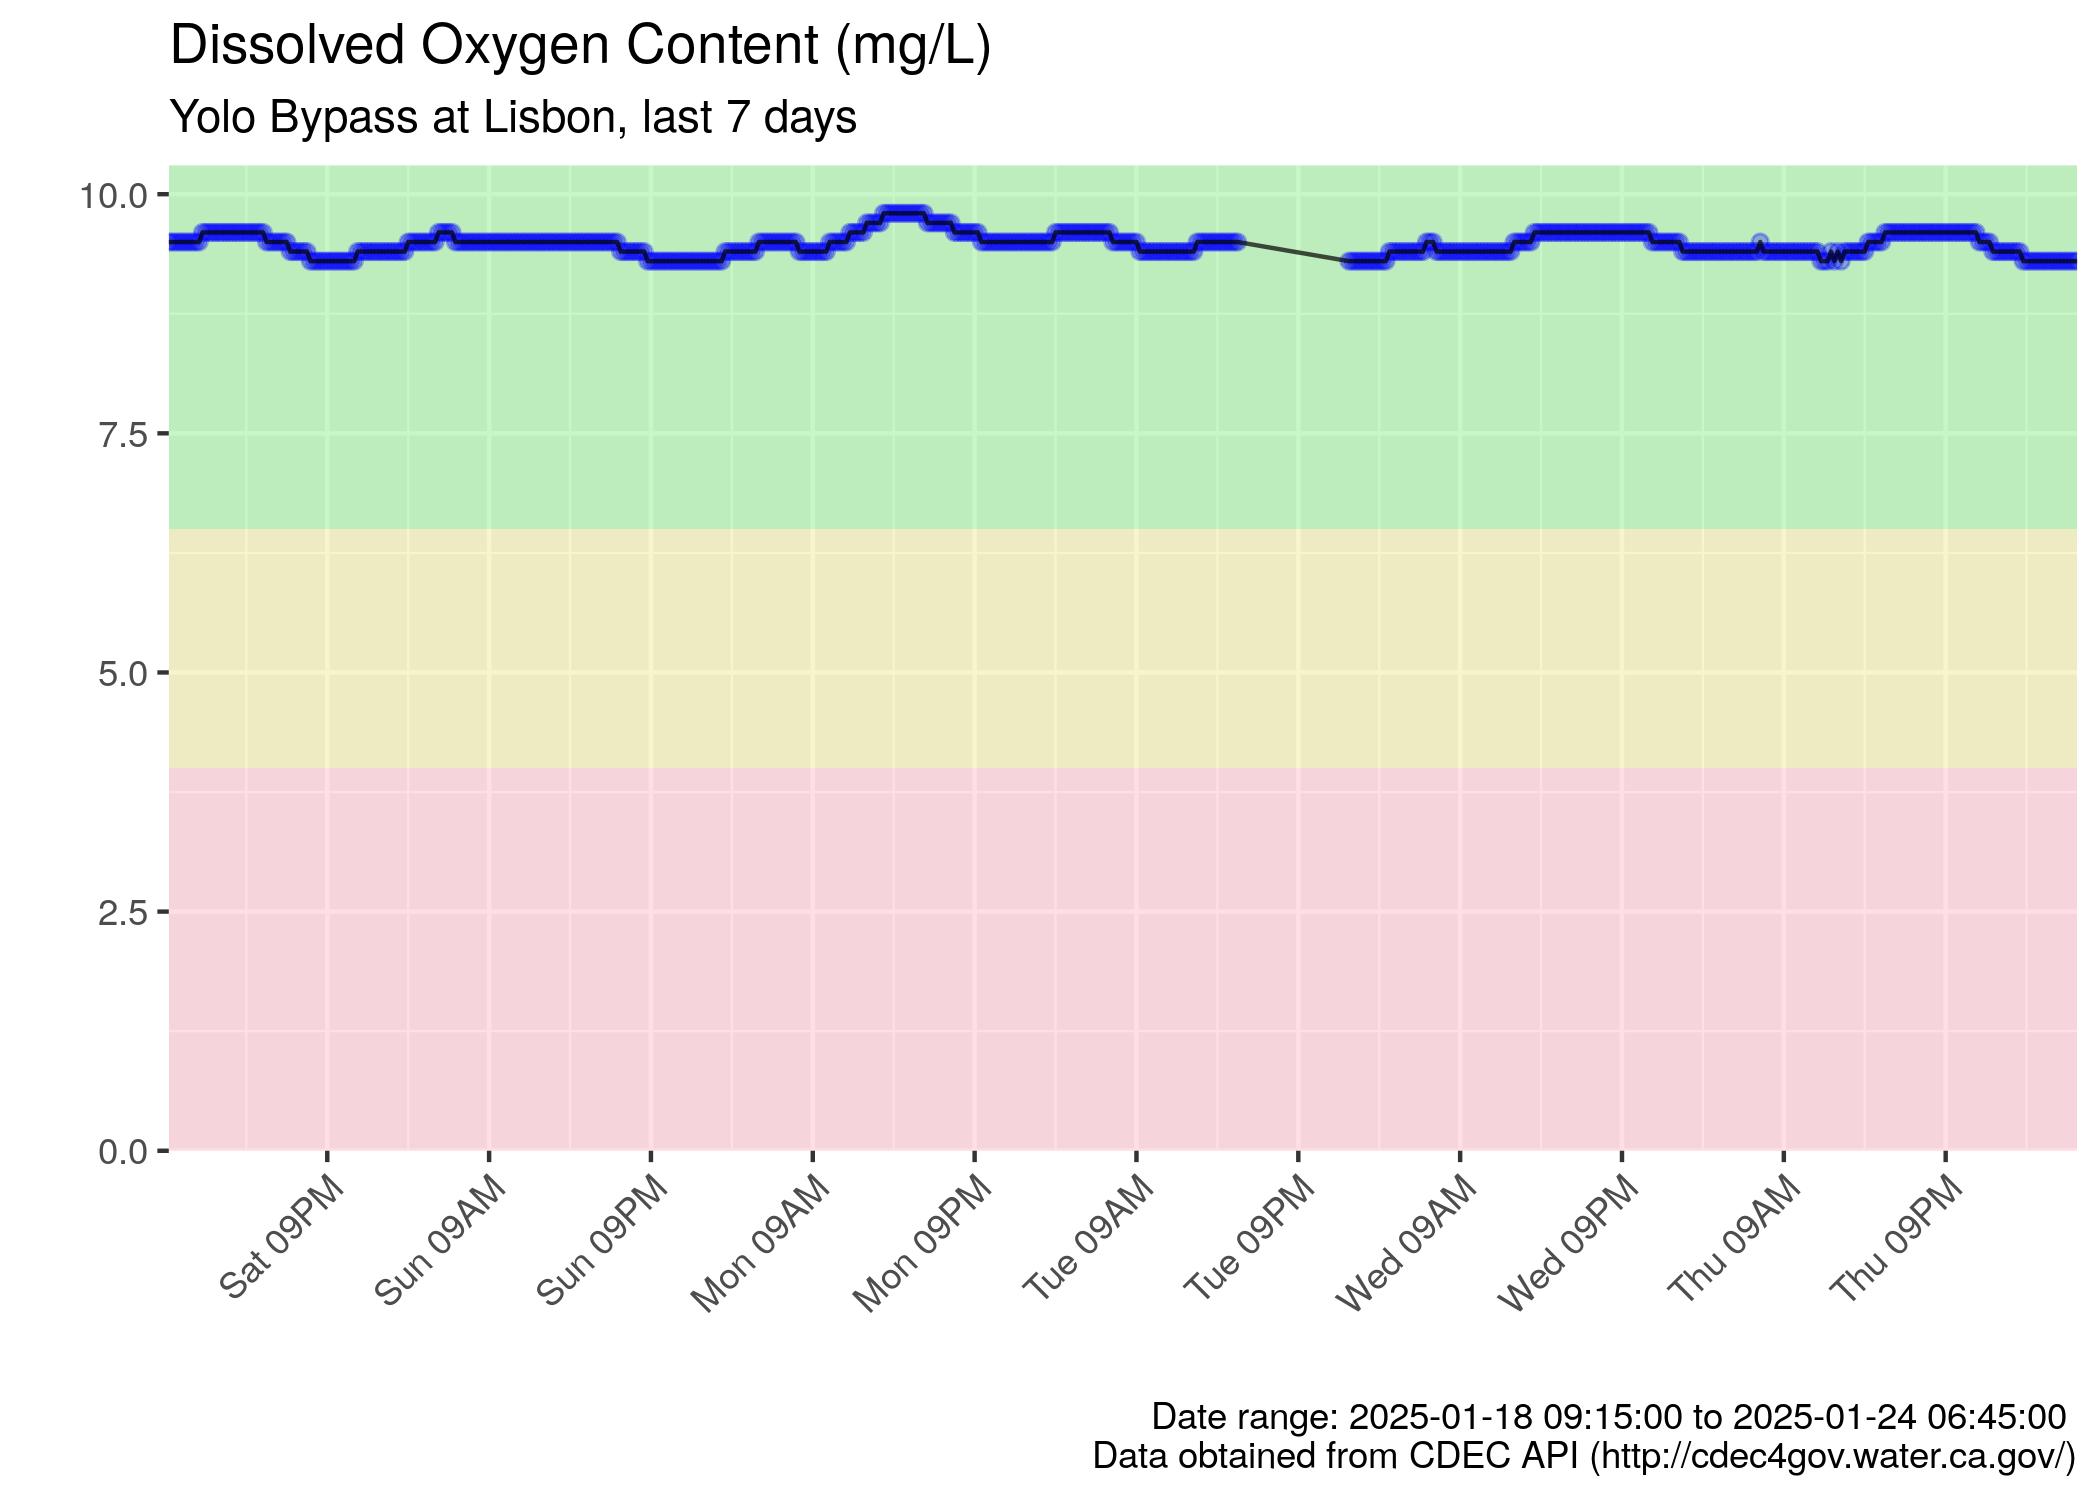 Dissolved Oxygen Content (mg/L)
Yolo Bypass at Lisbon, last 7 days
10.0
7.5
5.0
2.5
0.0
Sat 09PM
Sun 09AM
Sun 09PM
Mon 09AM
Mon 09PM
Tue 09AM
Tue 09PM
Wed 09AM
Wed 09PM
Thu 09AM
Thu 09PM
Date range: 2025-01-18 09:15:00 to 2025-01-24 06:45:00
Data obtained from CDEC API (http://cdec4gov.water.ca.gov/)